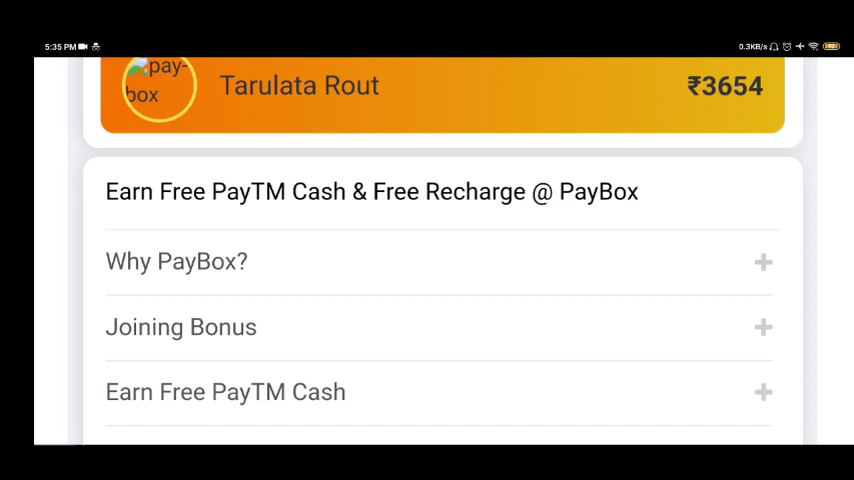 5:35 PM
0.3KB/s
pay-
box
Tarulata Rout
₹3654
Earn Free PayTM Cash & Free Recharge @ PayBox
Why PayBox?
Joining Bonus
Earn Free PayTM Cash